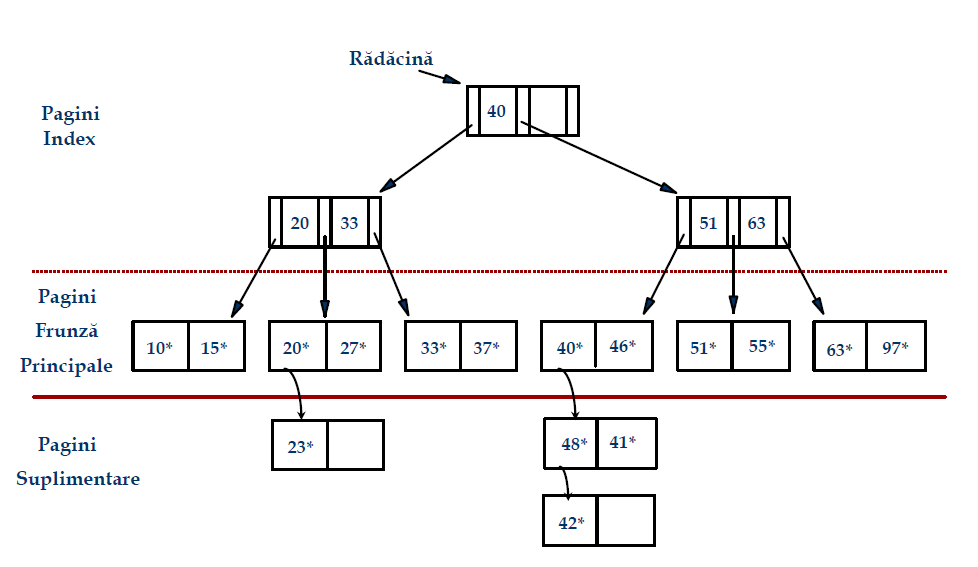 Rădăcină
Pagini
Index
40
20 33
51 63
Pagini
Frunză
Principale
10* 15*
20* 27*
33* 37*
40* 46*
51* 55*
63* 97*
Pagini
Suplimentare
23*
48* 41*
42*